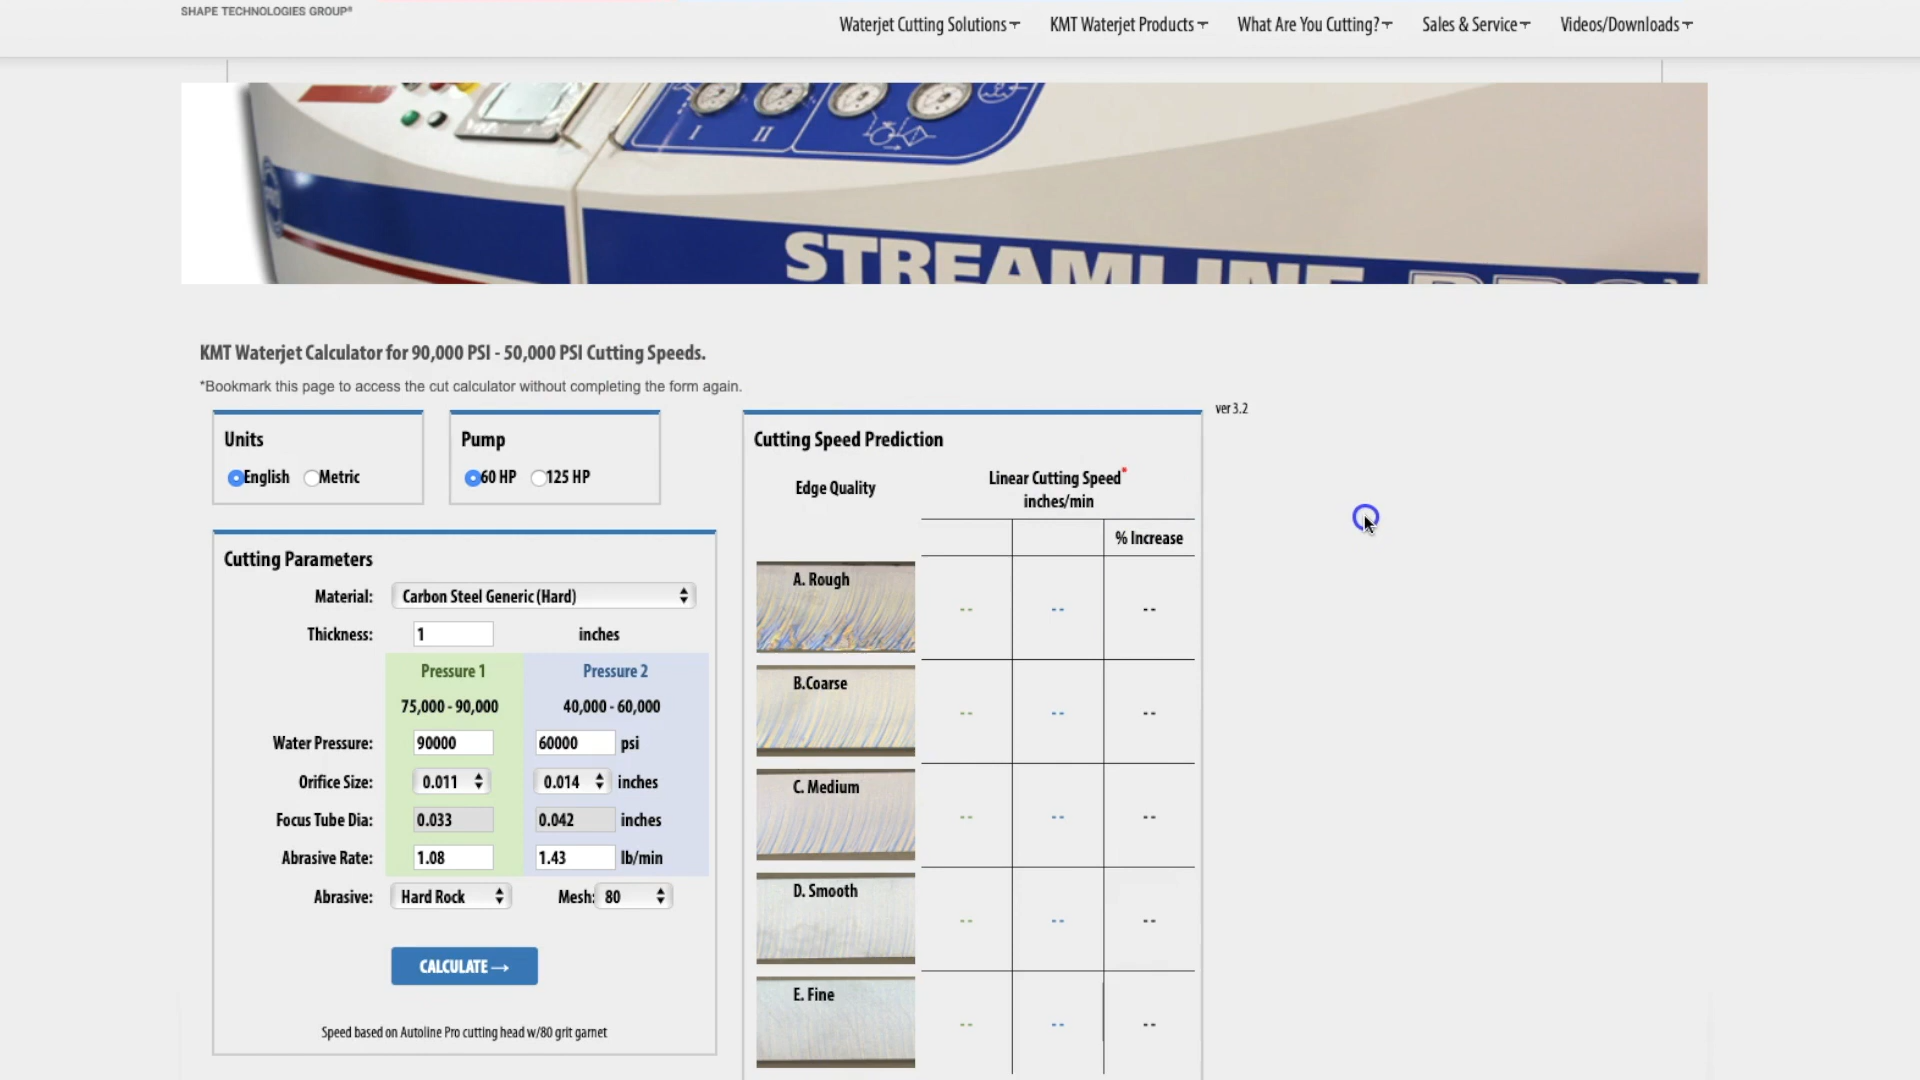 SHAPE TECHNOLOGIES GROUP®
Waterjet Cutting Solutions KMT Waterjet Products What Are You Cutting? Sales & Service Videos/Downloads
I II
STREAMLINE PRO
KMT Waterjet Calculator for 90,000 PSI - 50,000 PSI Cutting Speeds.
*Bookmark this page to access the cut calculator without completing the form again.
ver 3.2
Units
English Metric
Pump
60 HP 125 HP
Cutting Parameters
Material: Carbon Steel Generic (Hard)
Thickness: 1 inches
Pressure 1 Pressure 2
75,000 - 90,000 40,000 - 60,000
Water Pressure: 90000 60000 psi
Orifice Size: 0.011 0.014 inches
Focus Tube Dia: 0.033 0.042 inches
Abrasive Rate: 1.08 1.43 lb/min
Abrasive: Hard Rock Mesh: 80
CALCULATE →
Speed based on Autoline Pro cutting head w/80 grit garnet
Cutting Speed Prediction
Edge Quality
Linear Cutting Speed*
inches/min
% Increase
A. Rough -- -- --
B.Coarse -- -- --
C. Medium -- -- --
D. Smooth -- -- --
E. Fine -- -- --